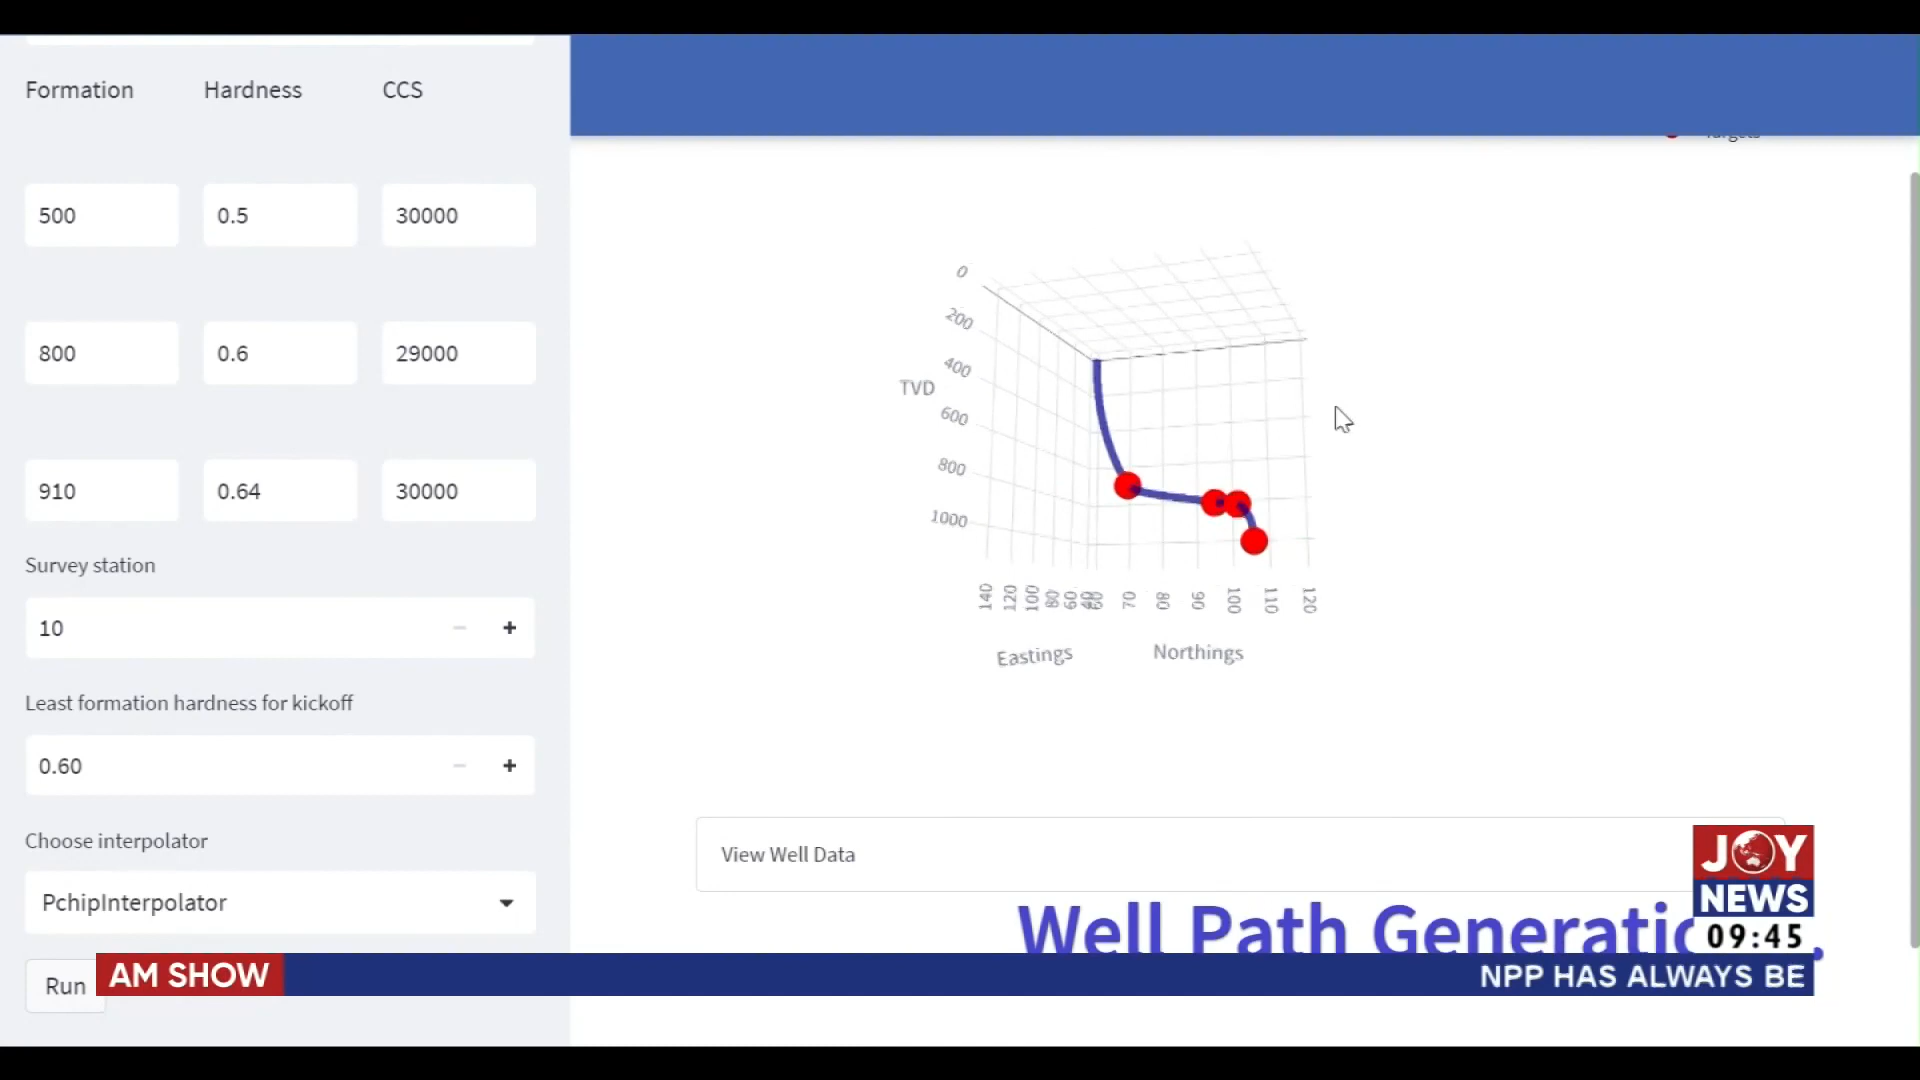 Formation Hardness CCS
Targets
500 0.5 30000
800 0.6 29000
910 0.64 30000
Survey station
10
Least formation hardness for kickoff
0.60
Choose interpolator
PchipInterpolator
Run
0
200
400
600
800
1000
TVD
140 120 100 80 60 70 80 90 100 110 120
Eastings Northings
View Well Data
Well Path Generatio
JOY
NEWS
09:45
AM SHOW
NPP HAS ALWAYS BE